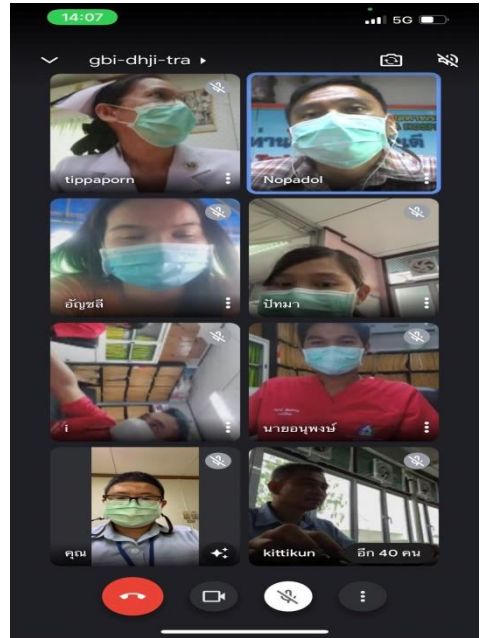 14:07
5G
gbi-dhji-tra
tippaporn
Nopadol
อัญชลี
ปัทมา
i
นายอนุพงษ์
คุณ
kittikun
อีก 40 คน